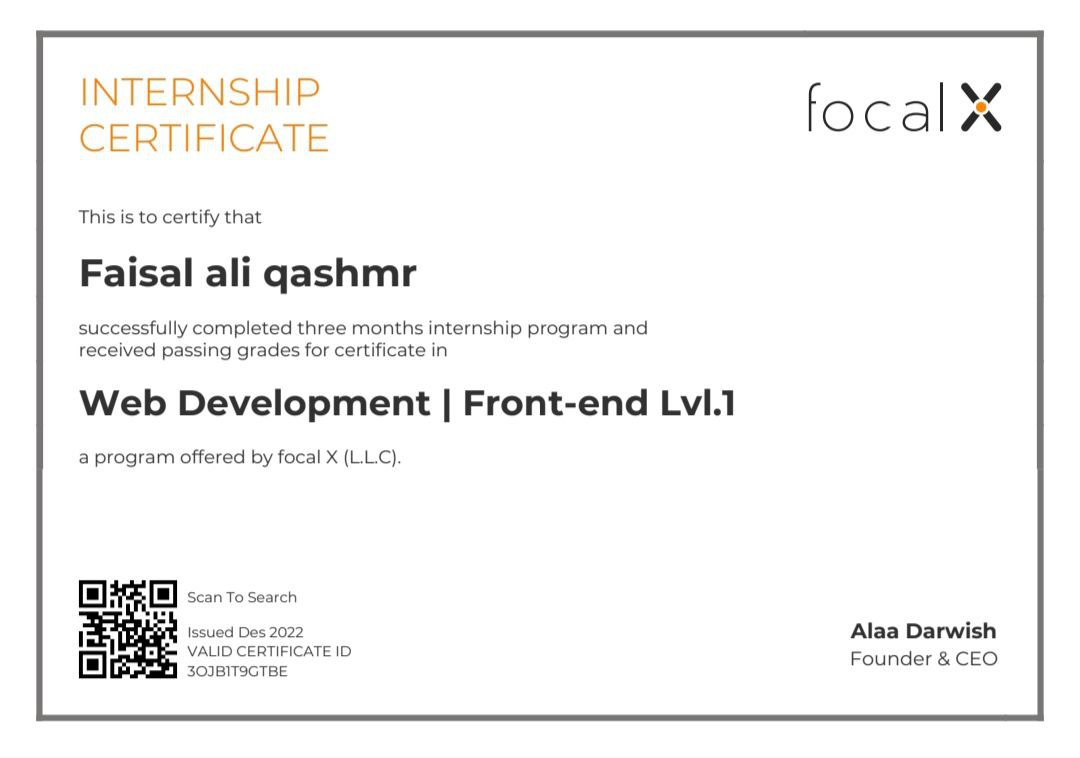 INTERNSHIP
CERTIFICATE
focal X
This is to certify that
Faisal ali qashmr
successfully completed three months internship program and
received passing grades for certificate in
Web Development | Front-end Lvl.1
a program offered by focal X (L.L.C).
Scan To Search
Issued Des 2022
VALID CERTIFICATE ID
3OJB1T9GTBE
Alaa Darwish
Founder & CEO